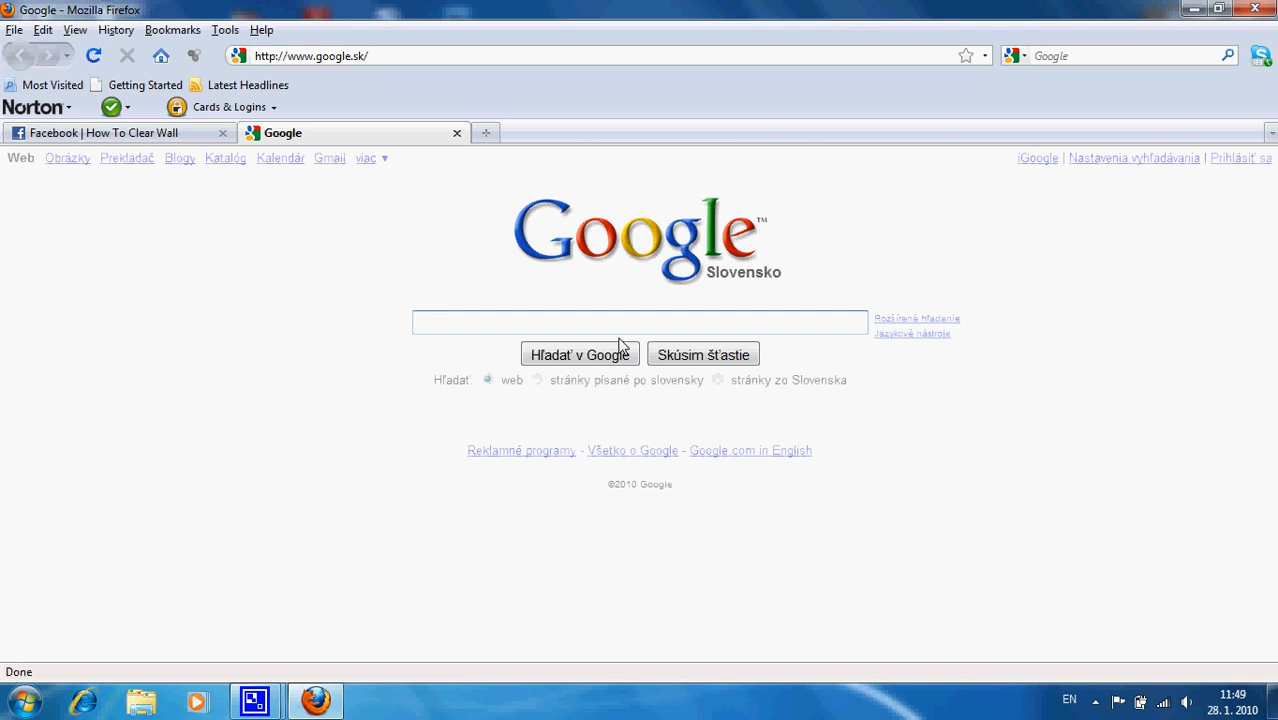 Google - Mozilla Firefox
File Edit View History Bookmarks Tools Help
http://www.google.sk/
Google
Most Visited Getting Started Latest Headlines
Norton Cards & Logins
Facebook | How To Clear Wall Google
Web Obrázky Prekladač Blogy Katalóg Kalendár Gmail viac ▼ iGoogle | Nastavenia vyhľadávania | Prihlásiť sa
Google™
Slovensko
Rozšírené hľadanie
Jazykové nástroje
Hľadať v Google Skúsim šťastie
Hľadať: web stránky písané po slovensky stránky zo Slovenska
Reklamné programy - Všetko o Google - Google.com in English
©2010 Google
Done
EN
11:49
28. 1. 2010